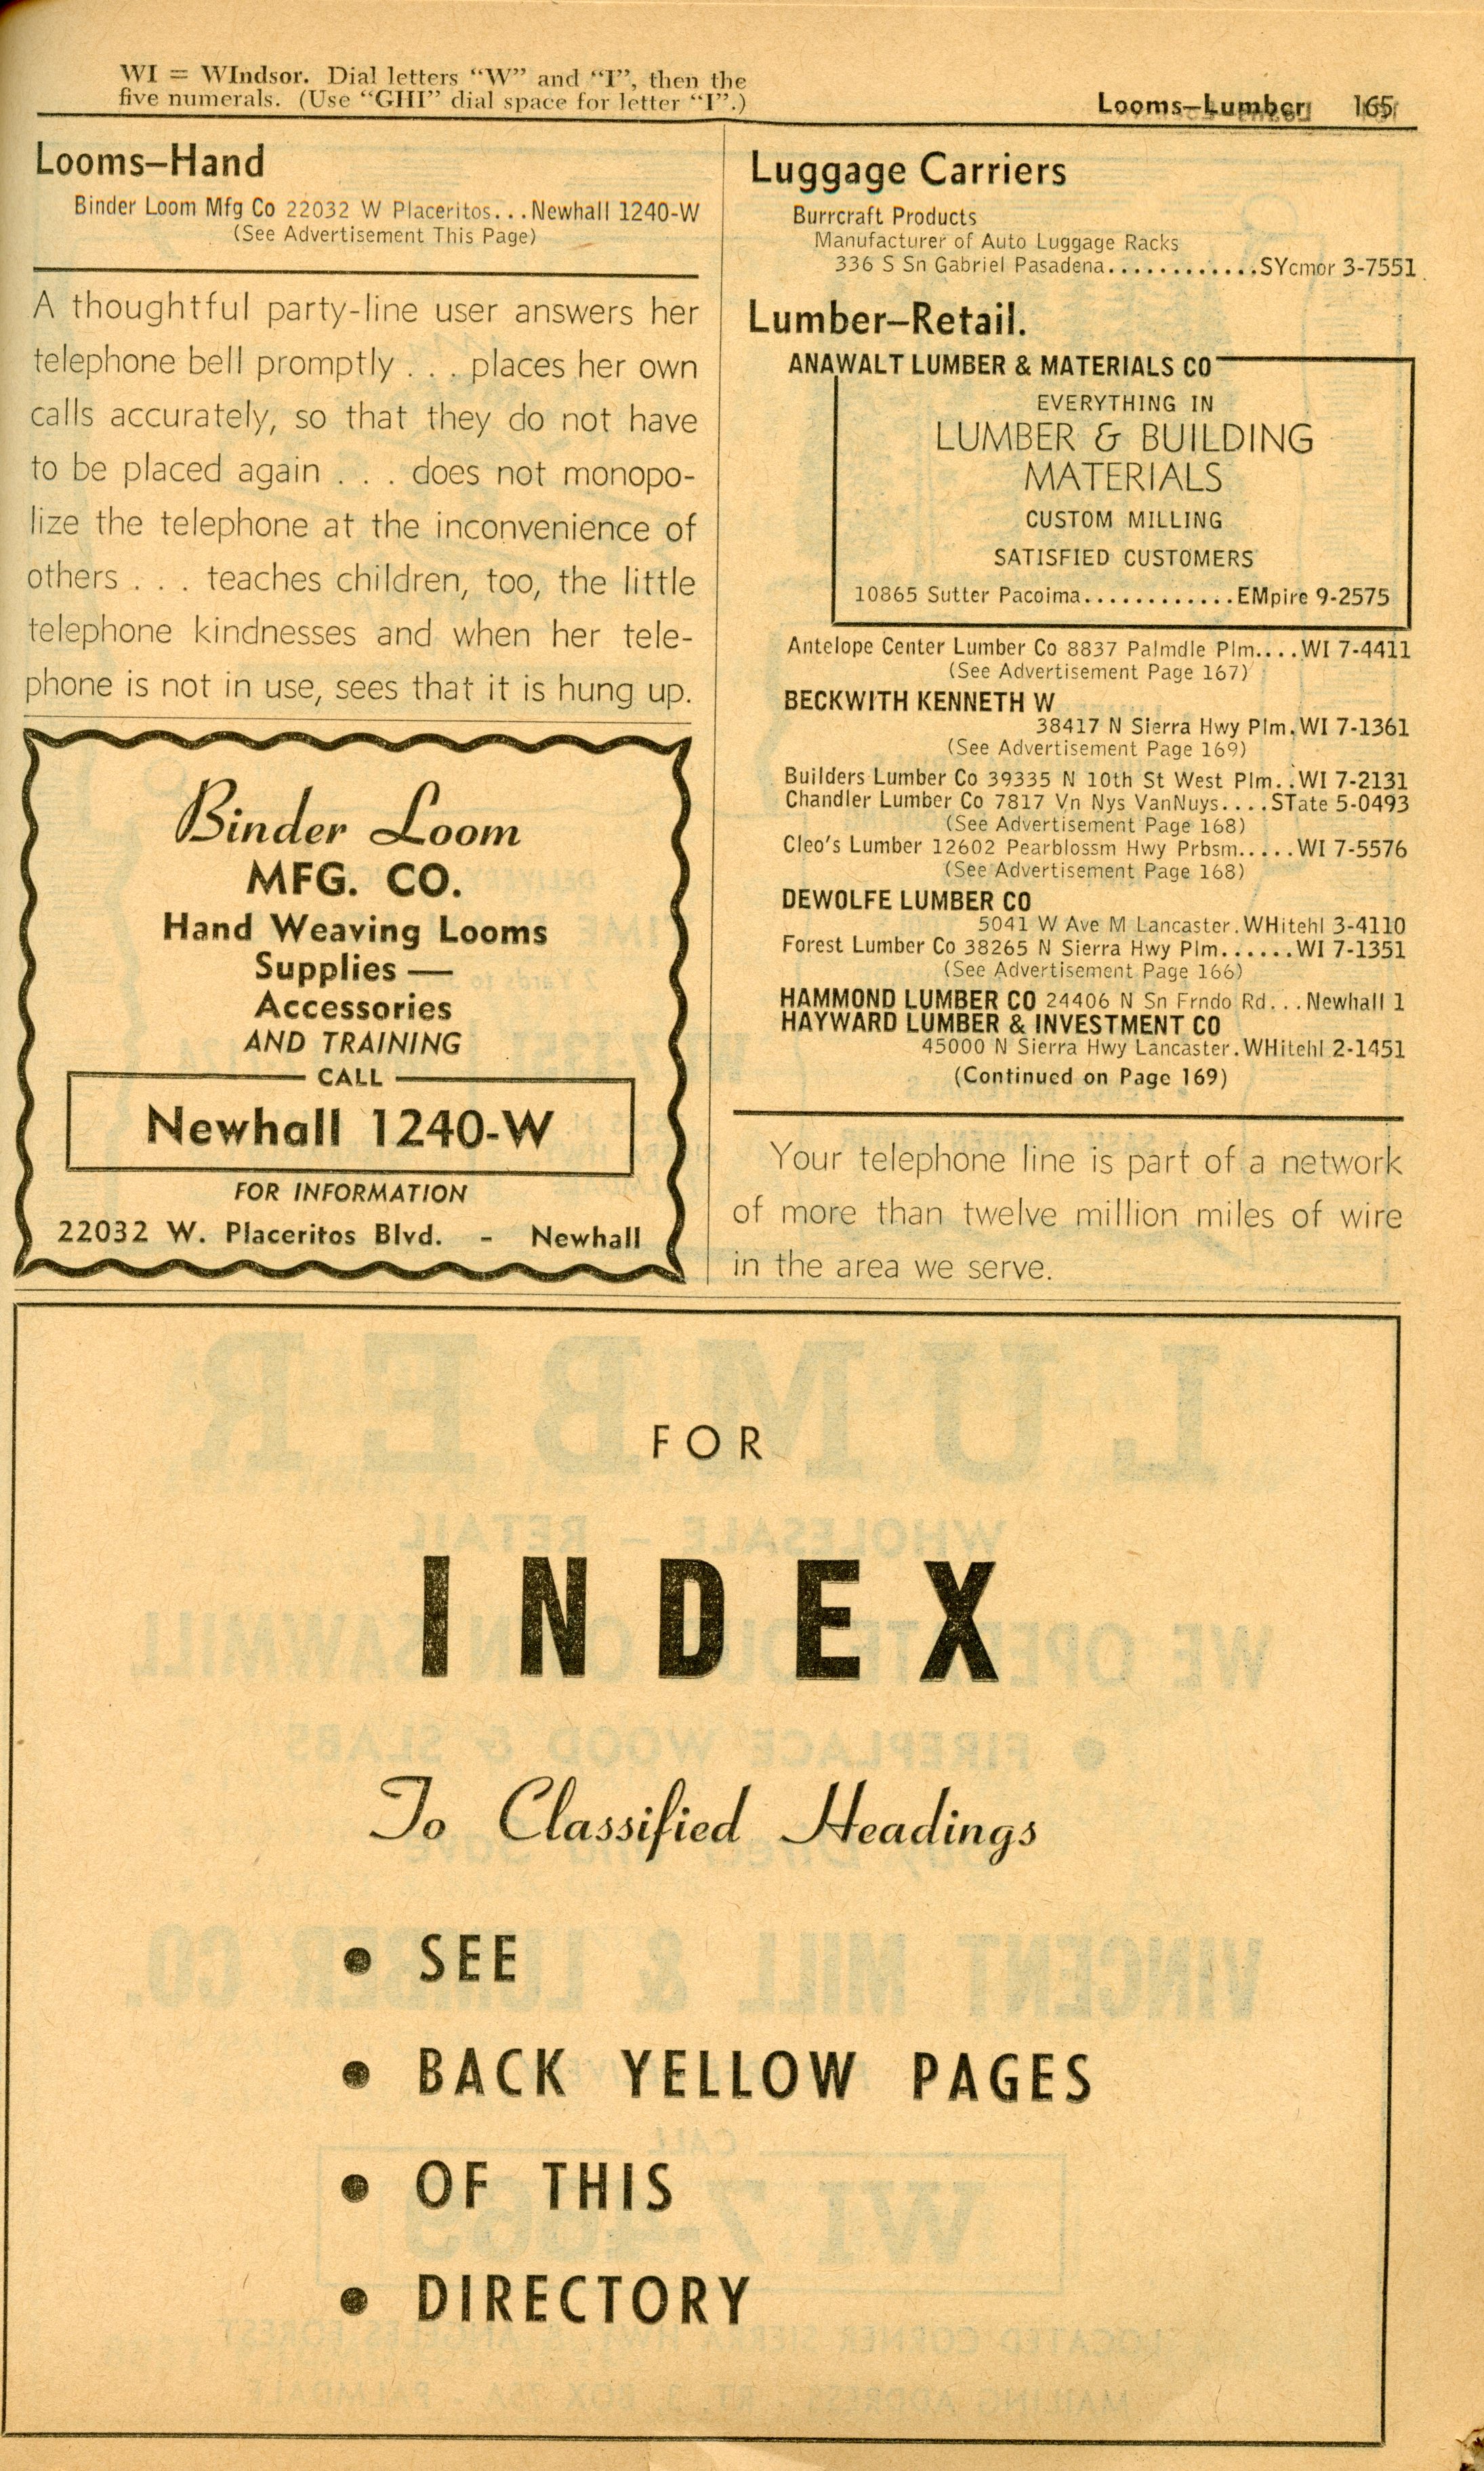 WI = WIndsor. Dial letters “W” and “I”, then the
five numerals. (Use “GHI” dial space for letter “I”.)
Looms–Lumber 165
Looms–Hand
Binder Loom Mfg Co 22032 W Placeritos...Newhall 1240-W
(See Advertisement This Page)
A thoughtful party-line user answers her
telephone bell promptly . . . places her own
calls accurately, so that they do not have
to be placed again . . . does not monopo-
lize the telephone at the inconvenience of
others . . . teaches children, too, the little
telephone kindnesses and when her tele-
phone is not in use, sees that it is hung up.
Binder Loom
MFG. CO.
Hand Weaving Looms
Supplies —
Accessories
AND TRAINING
CALL
Newhall 1240-W
FOR INFORMATION
22032 W. Placeritos Blvd. - Newhall
Luggage Carriers
Burrcraft Products
Manufacturer of Auto Luggage Racks
336 S Sn Gabriel Pasadena............SYcmor 3-7551
Lumber–Retail.
ANAWALT LUMBER & MATERIALS CO
EVERYTHING IN
LUMBER & BUILDING
MATERIALS
CUSTOM MILLING
SATISFIED CUSTOMERS
10865 Sutter Pacoima............EMpire 9-2575
Antelope Center Lumber Co 8837 Palmdle Plm....WI 7-4411
(See Advertisement Page 167)
BECKWITH KENNETH W
38417 N Sierra Hwy Plm.WI 7-1361
(See Advertisement Page 169)
Builders Lumber Co 39335 N 10th St West Plm..WI 7-2131
Chandler Lumber Co 7817 Vn Nys VanNuys....STate 5-0493
(See Advertisement Page 168)
Cleo's Lumber 12602 Pearblossm Hwy Prbsm.....WI 7-5576
(See Advertisement Page 168)
DEWOLFE LUMBER CO
5041 W Ave M Lancaster.WHitehl 3-4110
Forest Lumber Co 38265 N Sierra Hwy Plm......WI 7-1351
(See Advertisement Page 166)
HAMMOND LUMBER CO 24406 N Sn Frndo Rd...Newhall 1
HAYWARD LUMBER & INVESTMENT CO
45000 N Sierra Hwy Lancaster.WHitehl 2-1451
(Continued on Page 169)
Your telephone line is part of a network
of more than twelve million miles of wire
in the area we serve.
FOR
INDEX
To Classified Headings
• SEE
• BACK YELLOW PAGES
• OF THIS
• DIRECTORY